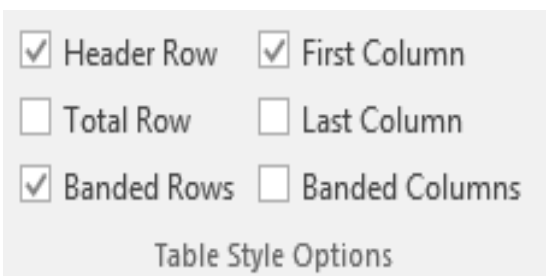 Header Row First Column
Total Row Last Column
Banded Rows Banded Columns
Table Style Options